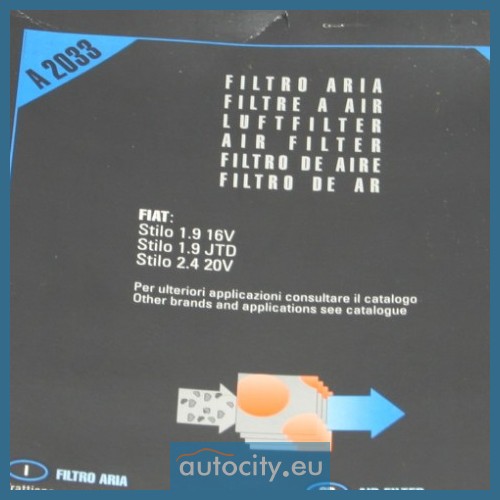 A 2033
FILTRO ARIA
FILTRE A AIR
LUFTFILTER
AIR FILTER
FILTRO DE AIRE
FILTRO DE AR
FIAT:
Stilo 1.9 16V
Stilo 1.9 JTD
Stilo 2.4 20V
Per ulteriori applicazioni consultare il catalogo
Other brands and applications see catalogue
I FILTRO ARIA
AIR FILTER
autocity.eu